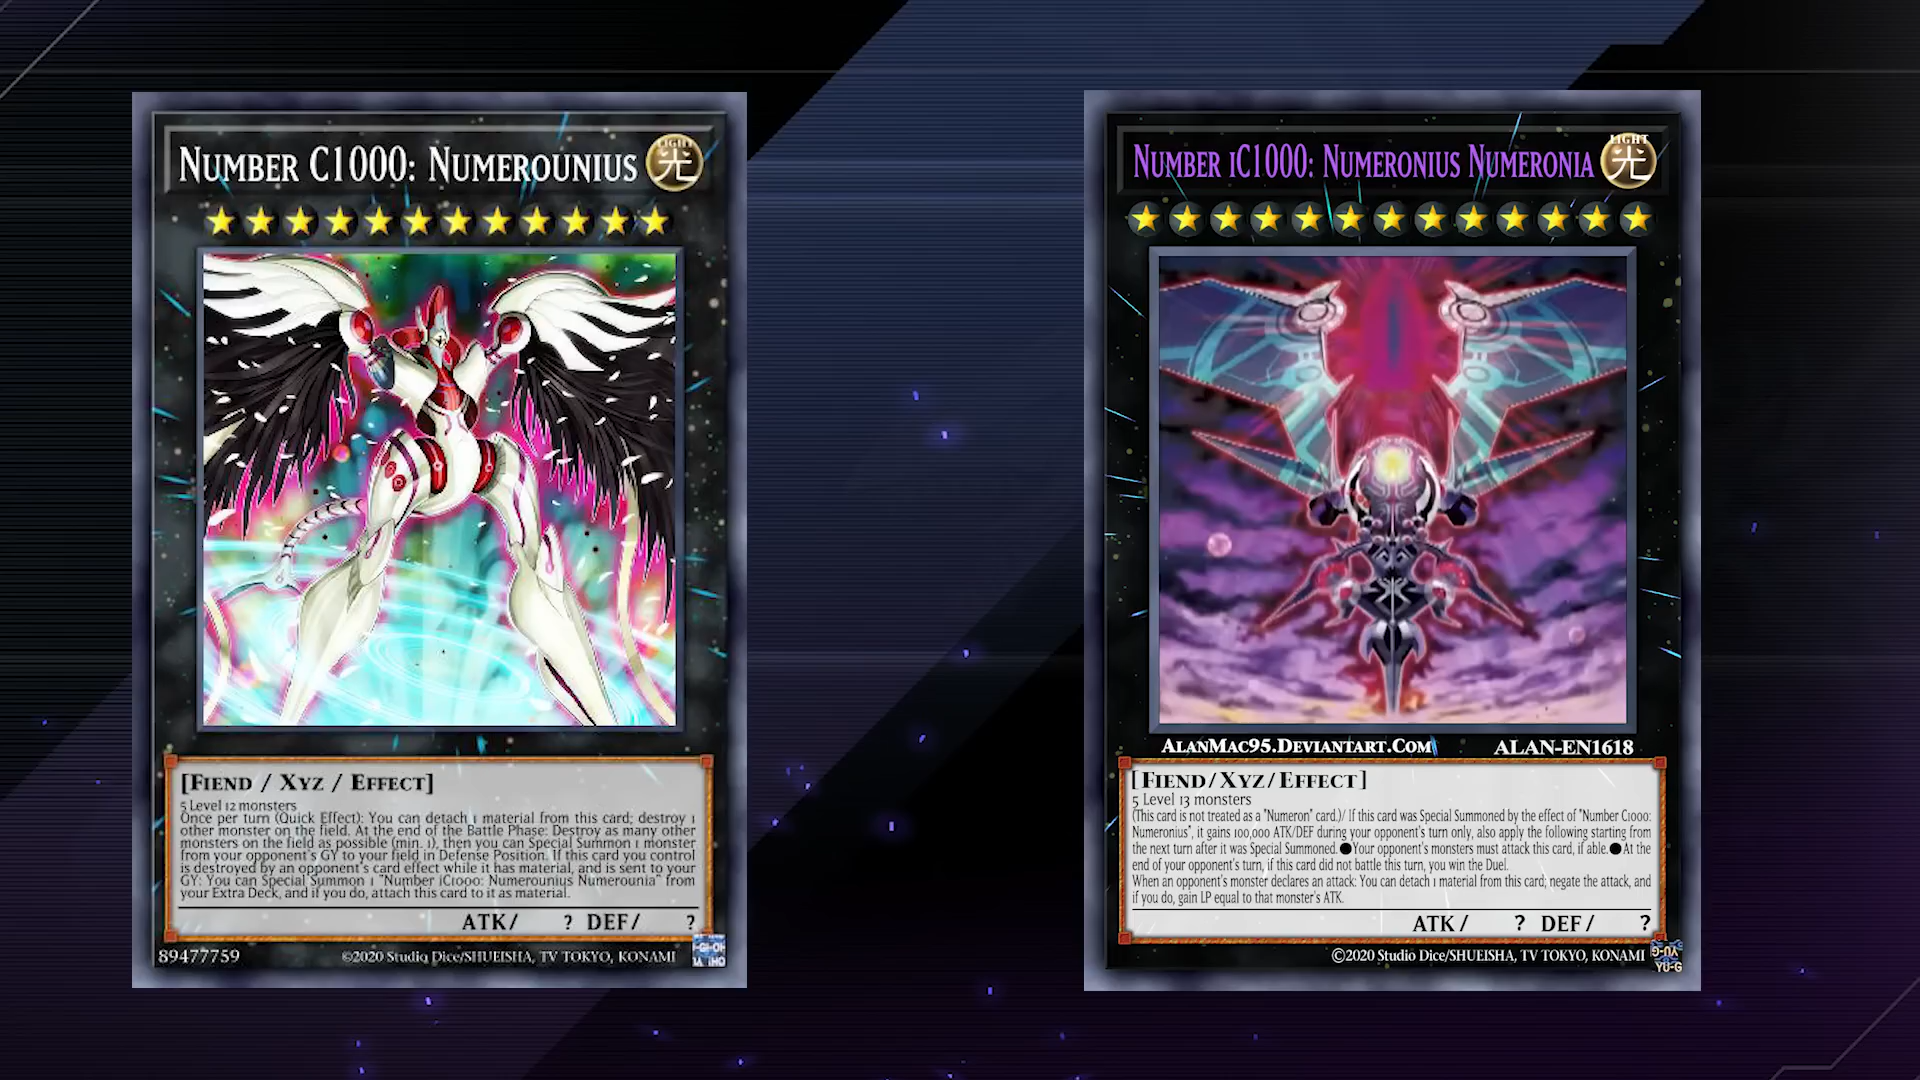 NUMBER C1000: NUMEROUNIUS
LIGHT
光
[FIEND / XYZ / EFFECT]
5 Level 12 monsters
Once per turn (Quick Effect): You can detach 1 material from this card; destroy 1
other monster on the field. At the end of the Battle Phase: Destroy as many other
monsters on the field as possible (min. 1), then you can Special Summon 1 monster
from your opponent's GY to your field in Defense Position. If this card you control
is destroyed by an opponent's card effect while it has material, and is sent to your
GY: You can Special Summon 1 "Number iC1000: Numerounius Numerounia" from
your Extra Deck, and if you do, attach this card to it as material.
ATK/ ? DEF/ ?
89477759
©2020 Studio Dice/SHUEISHA, TV TOKYO, KONAMI
NUMBER IC1000: NUMERONIUS NUMERONIA
LIGHT
光
ALANMAC95.DEVIANTART.COM
ALAN-EN1618
[FIEND/XYZ/EFFECT]
5 Level 13 monsters
(This card is not treated as a "Numeron" card.)/ If this card was Special Summoned by the effect of "Number C1000:
Numeronius", it gains 100,000 ATK/DEF during your opponent's turn only, also apply the following starting from
the next turn after it was Special Summoned. ●Your opponent's monsters must attack this card, if able.●At the
end of your opponent's turn, if this card did not battle this turn, you win the Duel.
When an opponent's monster declares an attack: You can detach 1 material from this card; negate the attack, and
if you do, gain LP equal to that monster's ATK.
ATK / ? DEF / ?
©2020 Studio Dice/SHUEISHA, TV TOKYO, KONAMI